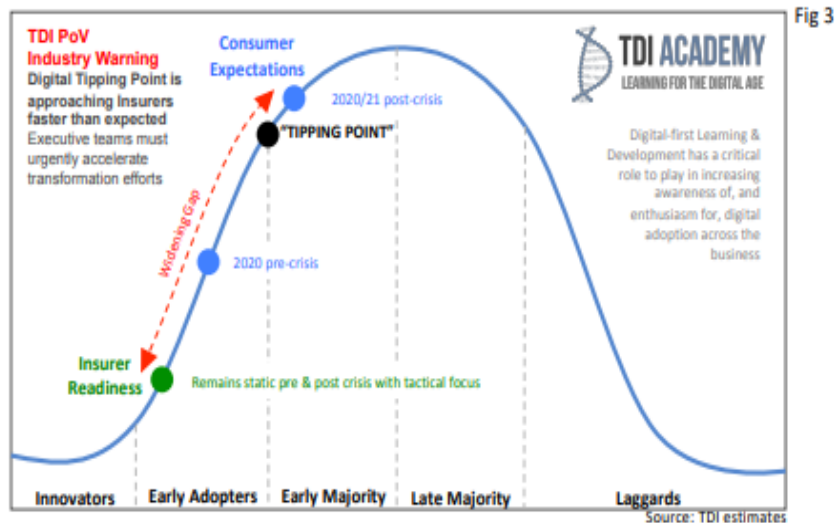 Fig 3
TDI PoV
Industry Warning
Digital Tipping Point is
approaching Insurers
faster than expected
Executive teams must
urgently accelerate
transformation efforts
Consumer
Expectations
2020/21 post-crisis
"TIPPING POINT"
Widening Gap
2020 pre-crisis
Insurer
Readiness
Remains static pre & post crisis with tactical focus
TDI ACADEMY
LEARNING FOR THE DIGITAL AGE
Digital-first Learning &
Development has a critical
role to play in increasing
awareness of, and
enthusiasm for, digital
adoption across the
business
Innovators
Early Adopters
Early Majority
Late Majority
Laggards
Source: TDI estimates